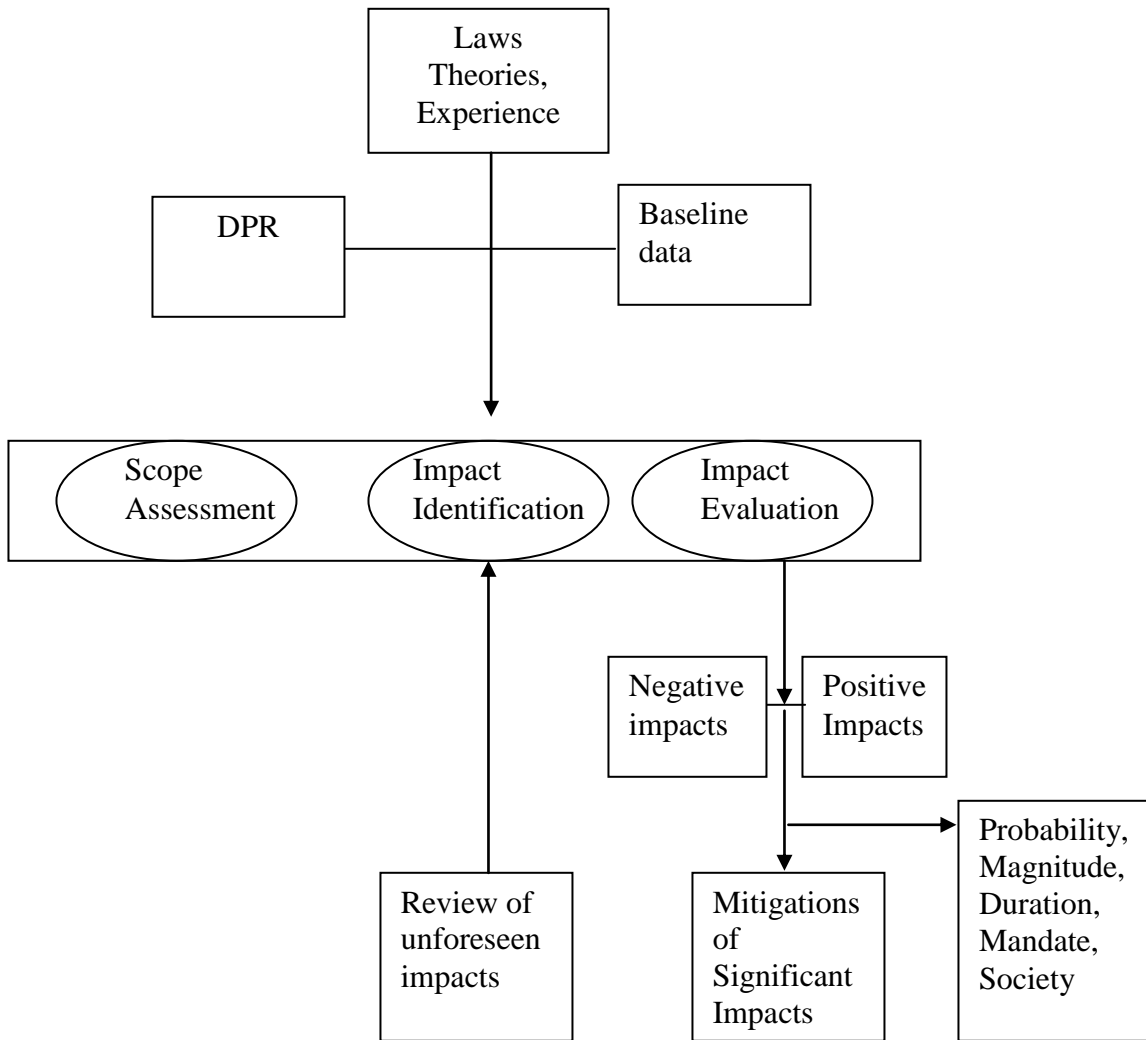 Laws
Theories,
Experience
DPR
Baseline
data
Scope
Assessment
Impact
Identification
Impact
Evaluation
Negative
impacts
Positive
Impacts
Review of
unforeseen
impacts
Mitigations
of
Significant
Impacts
Probability,
Magnitude,
Duration,
Mandate,
Society